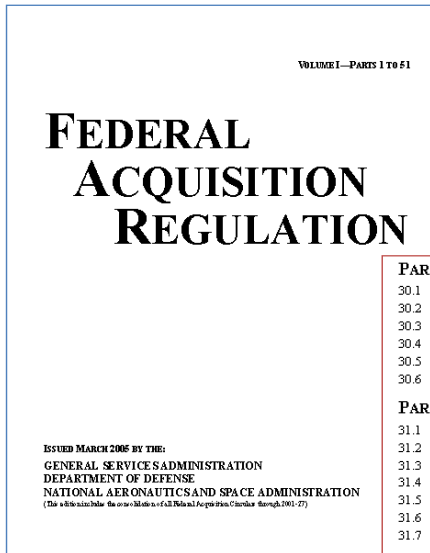 VOLUME I—PARTS 1 TO 51
FEDERAL
ACQUISITION
REGULATION
PAR
30.1
30.2
30.3
30.4
30.5
30.6
PAR
31.1
31.2
31.3
31.4
31.5
31.6
31.7
ISSUED MARCH 2005 BY THE:
GENERAL SERVICES ADMINISTRATION
DEPARTMENT OF DEFENSE
NATIONAL AERONAUTICS AND SPACE ADMINISTRATION
(This edition includes the consolidation of all Federal Acquisition Circulars through 2001-27)